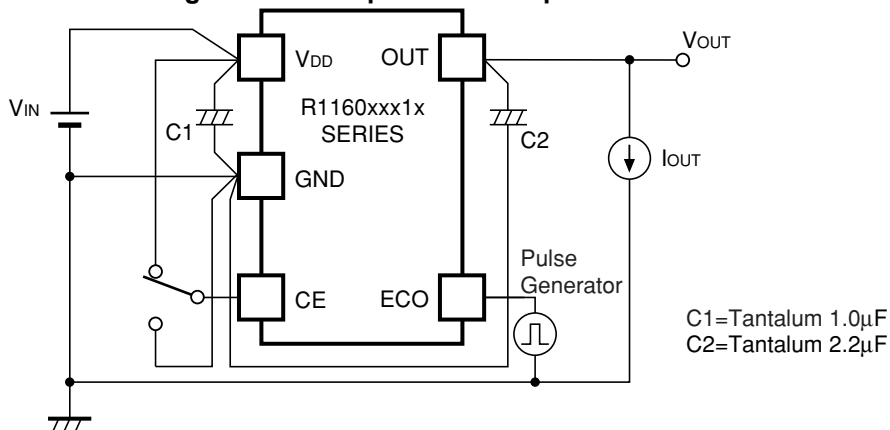 VIN
C1
VDD
OUT
R1160xxx1x
SERIES
GND
CE
ECO
C2
VOUT
IOUT
Pulse
Generator
C1=Tantalum 1.0μF
C2=Tantalum 2.2μF